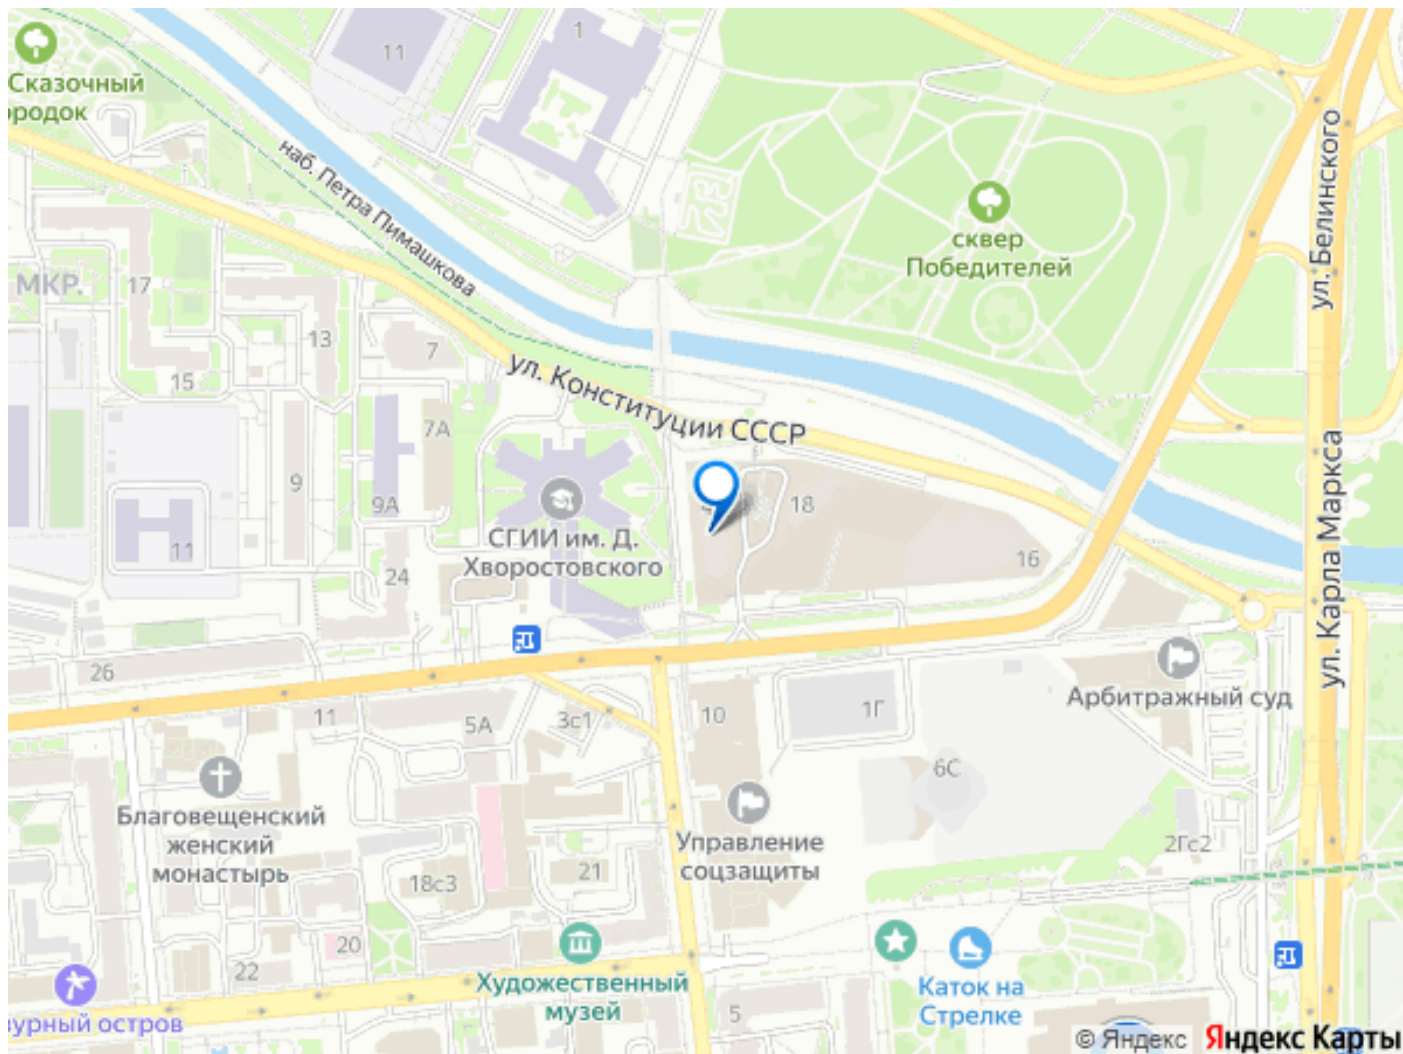 11
1
Сказочный
ородок
наб. Петра Пимашкова
ул. Белинского
сквер
Победителей
МКР.
17
13
7
15
ул. Конституции СССР
7А
9
9А
18
11
СГИИ им. Д.
Хворостовского
16
24
ул. Карла Маркса
26
Арбитражный суд
11
5А
3с1
10
1Г
6С
Благовещенский
женский
монастырь
Управление
соцзащиты
2Гс2
18с3
21
20
22
Художественный
музей
Каток на
Стрелке
5
зурный остров
© Яндекс Яндекс Карты